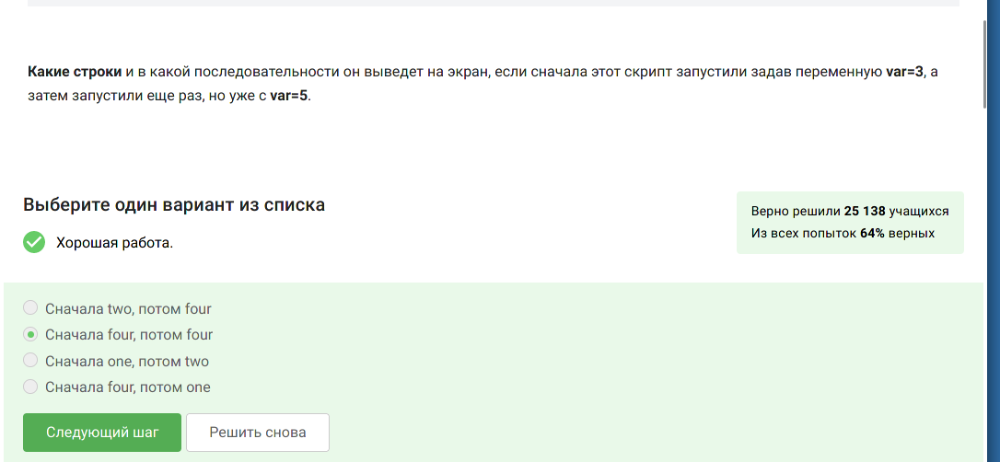 Какие строки и в какой последовательности он выведет на экран, если сначала этот скрипт запустили задав переменную var=3, а
затем запустили еще раз, но уже с var=5.
Выберите один вариант из списка
Верно решили 25 138 учащихся
Из всех попыток 64% верных
Хорошая работа.
Сначала two, потом four
Сначала four, потом four
Сначала one, потом two
Сначала four, потом one
Следующий шаг
Решить снова